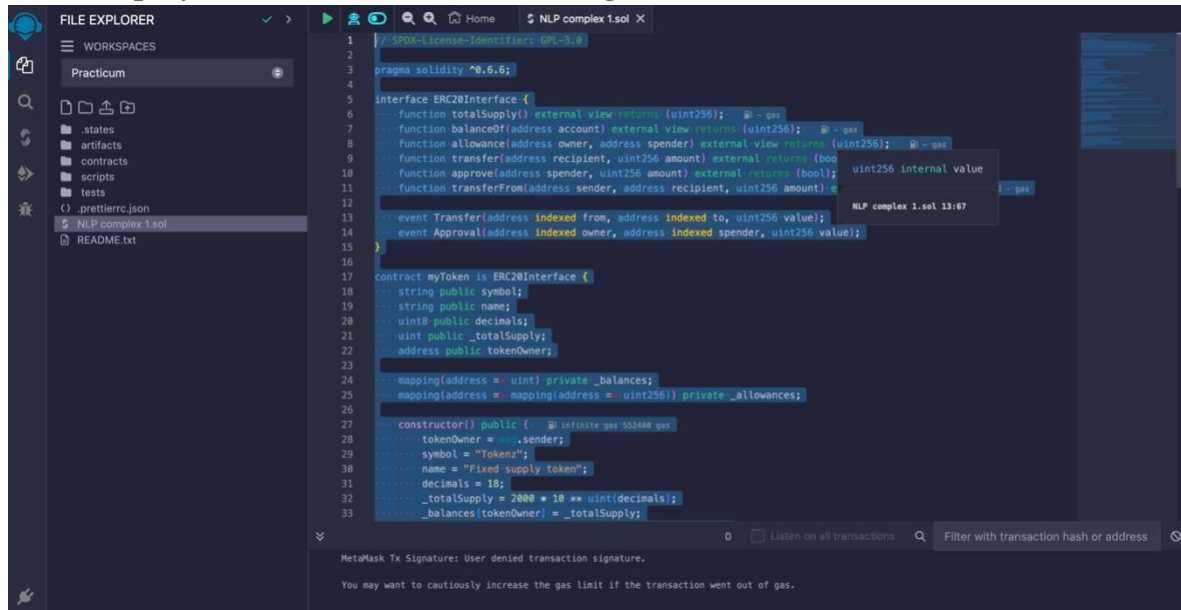 FILE EXPLORER
WORKSPACES
Practicum
.states
artifacts
contracts
scripts
tests
.prettierrc.json
NLP complex 1.sol
README.txt
Home
NLP complex 1.sol
1 // SPDX-License-Identifier: GPL-3.0
2
3 pragma solidity ^0.6.6;
4
5 interface ERC20Interface {
6 function totalSupply() external view returns (uint256); - gas
7 function balanceOf(address account) external view returns (uint256); - gas
8 function allowance(address owner, address spender) external view returns (uint256); - gas
9 function transfer(address recipient, uint256 amount) external returns (boo
10 function approve(address spender, uint256 amount) external returns (bool);
11 function transferFrom(address sender, address recipient, uint256 amount) e - gas
uint256 internal value
NLP complex 1.sol 13:67
12
13 event Transfer(address indexed from, address indexed to, uint256 value);
14 event Approval(address indexed owner, address indexed spender, uint256 value);
15 }
16
17 contract myToken is ERC20Interface {
18 string public symbol;
19 string public name;
20 uint8 public decimals;
21 uint public _totalSupply;
22 address public tokenOwner;
23
24 mapping(address => uint) private _balances;
25 mapping(address => mapping(address => uint256)) private _allowances;
26
27 constructor() public { infinite gas 552400 gas
28 tokenOwner = msg.sender;
29 symbol = "Tokenz";
30 name = "Fixed supply token";
31 decimals = 18;
32 _totalSupply = 2000 * 10 ** uint(decimals);
33 _balances[tokenOwner] = _totalSupply;
0 Listen on all transactions Filter with transaction hash or address
MetaMask Tx Signature: User denied transaction signature.
You may want to cautiously increase the gas limit if the transaction went out of gas.